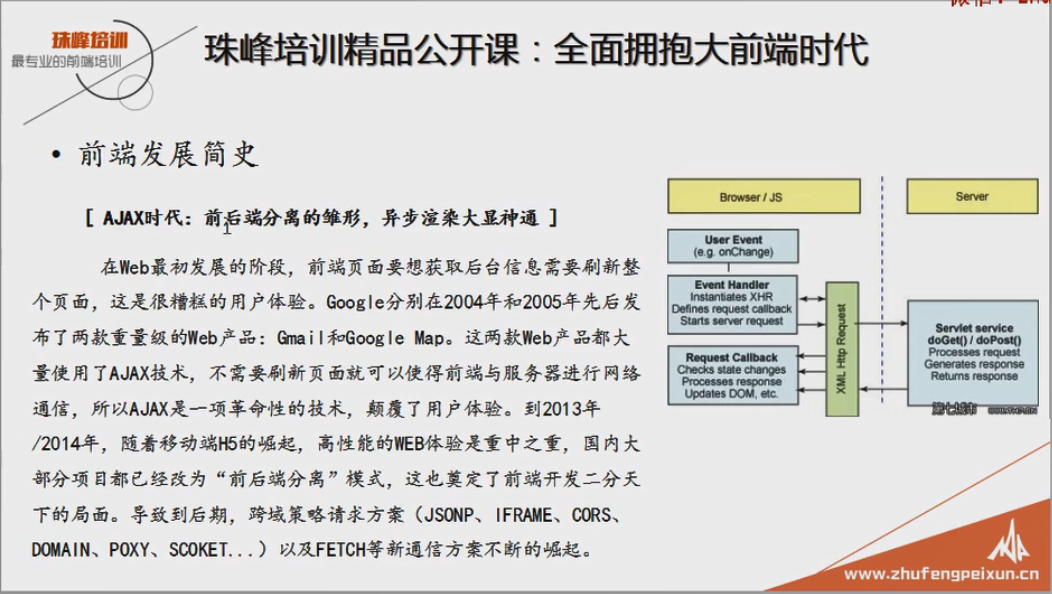 珠峰培训
最专业的前端培训
珠峰培训精品公开课：全面拥抱大前端时代
• 前端发展简史
[ AJAX时代：前后端分离的雏形，异步渲染大显神通 ]
在Web最初发展的阶段，前端页面要想获取后台信息需要刷新整
个页面，这是很糟糕的用户体验。Google分别在2004年和2005年先后发
布了两款重量级的Web产品：Gmail和Google Map。这两款Web产品都大
量使用了AJAX技术，不需要刷新页面就可以使得前端与服务器进行网络
通信，所以AJAX是一项革命性的技术，颠覆了用户体验。到2013年
/2014年，随着移动端H5的崛起，高性能的WEB体验是重中之重，国内大
部分项目都已经改为“前后端分离”模式，这也奠定了前端开发二分天
下的局面。导致到后期，跨域策略请求方案（JSONP、IFRAME、CORS、
DOMAIN、POXY、SCOKET...）以及FETCH等新通信方案不断的崛起。
Browser / JS
Server
User Event
(e.g. onChange)
Event Handler
Instantiates XHR
Defines request callback
Starts server request
Request Callback
Checks state changes
Processes response
Updates DOM, etc.
XML Http Request
Servlet service
doGet() / doPost()
Processes request
Generates response
Returns response
第七城市
www.zhufengpeixun.cn